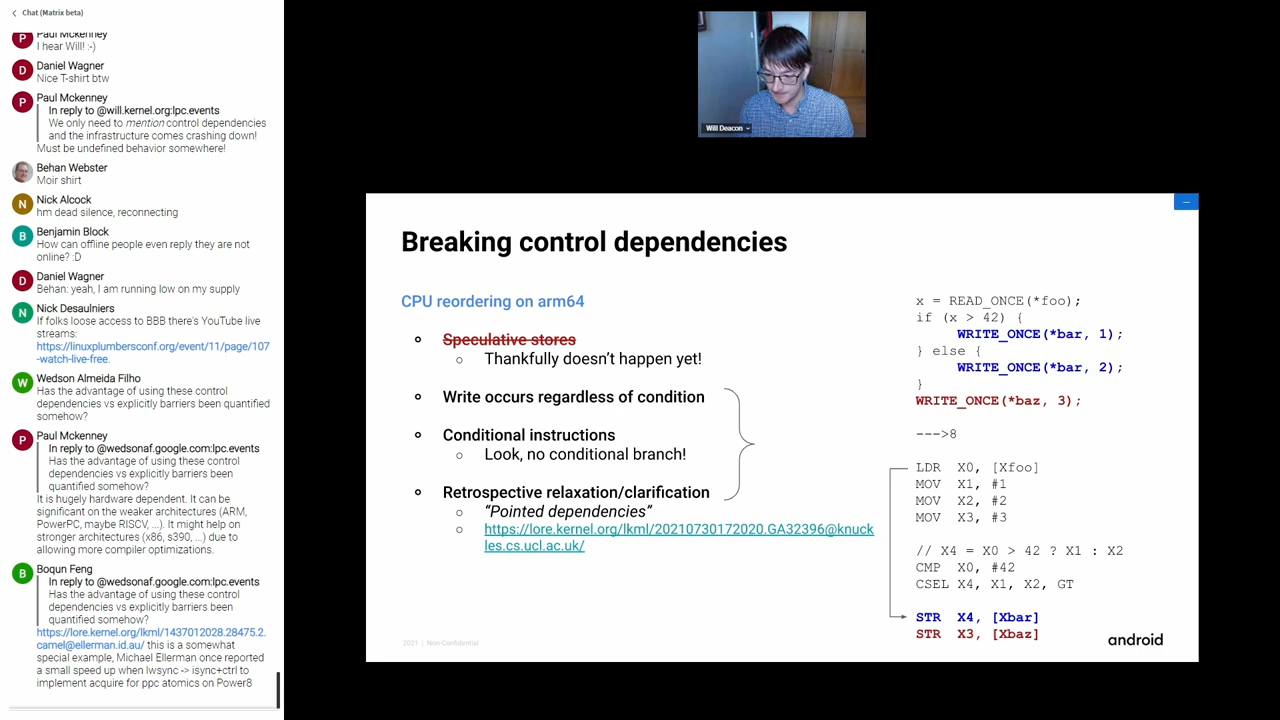 Chat (Matrix beta)
Paul Mckenney
I hear Will! :-)
Daniel Wagner
Nice T-shirt btw
Paul Mckenney
In reply to @will.kernel.org:lpc.events
We only need to mention control dependencies
and the infrastructure comes crashing down!
Must be undefined behavior somewhere!
Behan Webster
Moir shirt
Nick Alcock
hm dead silence, reconnecting
Benjamin Block
How can offline people even reply they are not
online? :D
Daniel Wagner
Behan: yeah, I am running low on my supply
Nick Desaulniers
If folks loose access to BBB there's YouTube live
streams:
https://linuxplumbersconf.org/event/11/page/107
-watch-live-free.
Wedson Almeida Filho
Has the advantage of using these control
dependencies vs explicitly barriers been quantified
somehow?
Paul Mckenney
In reply to @wedsonaf.google.com:lpc.events
Has the advantage of using these control
dependencies vs explicitly barriers been
quantified somehow?
It is hugely hardware dependent. It can be
significant on the weaker architectures (ARM,
PowerPC, maybe RISCV, ...). It might help on
stronger architectures (x86, s390, ...) due to
allowing more compiler optimizations.
Boqun Feng
In reply to @wedsonaf.google.com:lpc.events
Has the advantage of using these control
dependencies vs explicitly barriers been
quantified somehow?
https://lore.kernel.org/lkml/1437012028.28475.2.
camel@ellerman.id.au/ this is a somewhat
special example, Michael Ellerman once reported
a small speed up when lwsync -> isync+ctrl to
implement acquire for ppc atomics on Power8
P
D
P
N
B
D
N
W
P
B
Will Deacon
Breaking control dependencies
CPU reordering on arm64
Speculative stores
Thankfully doesn't happen yet!
Write occurs regardless of condition
Conditional instructions
Look, no conditional branch!
Retrospective relaxation/clarification
"Pointed dependencies"
https://lore.kernel.org/lkml/20210730172020.GA32396@knuck
les.cs.ucl.ac.uk/
x = READ_ONCE(*foo);
if (x > 42) {
WRITE_ONCE(*bar, 1);
} else {
WRITE_ONCE(*bar, 2);
}
WRITE_ONCE(*baz, 3);
--->8
LDR X0, [Xfoo]
MOV X1, #1
MOV X2, #2
MOV X3, #3
// X4 = X0 > 42 ? X1 : X2
CMP X0, #42
CSEL X4, X1, X2, GT
STR X4, [Xbar]
STR X3, [Xbaz]
2021 | Non-Confidential
android